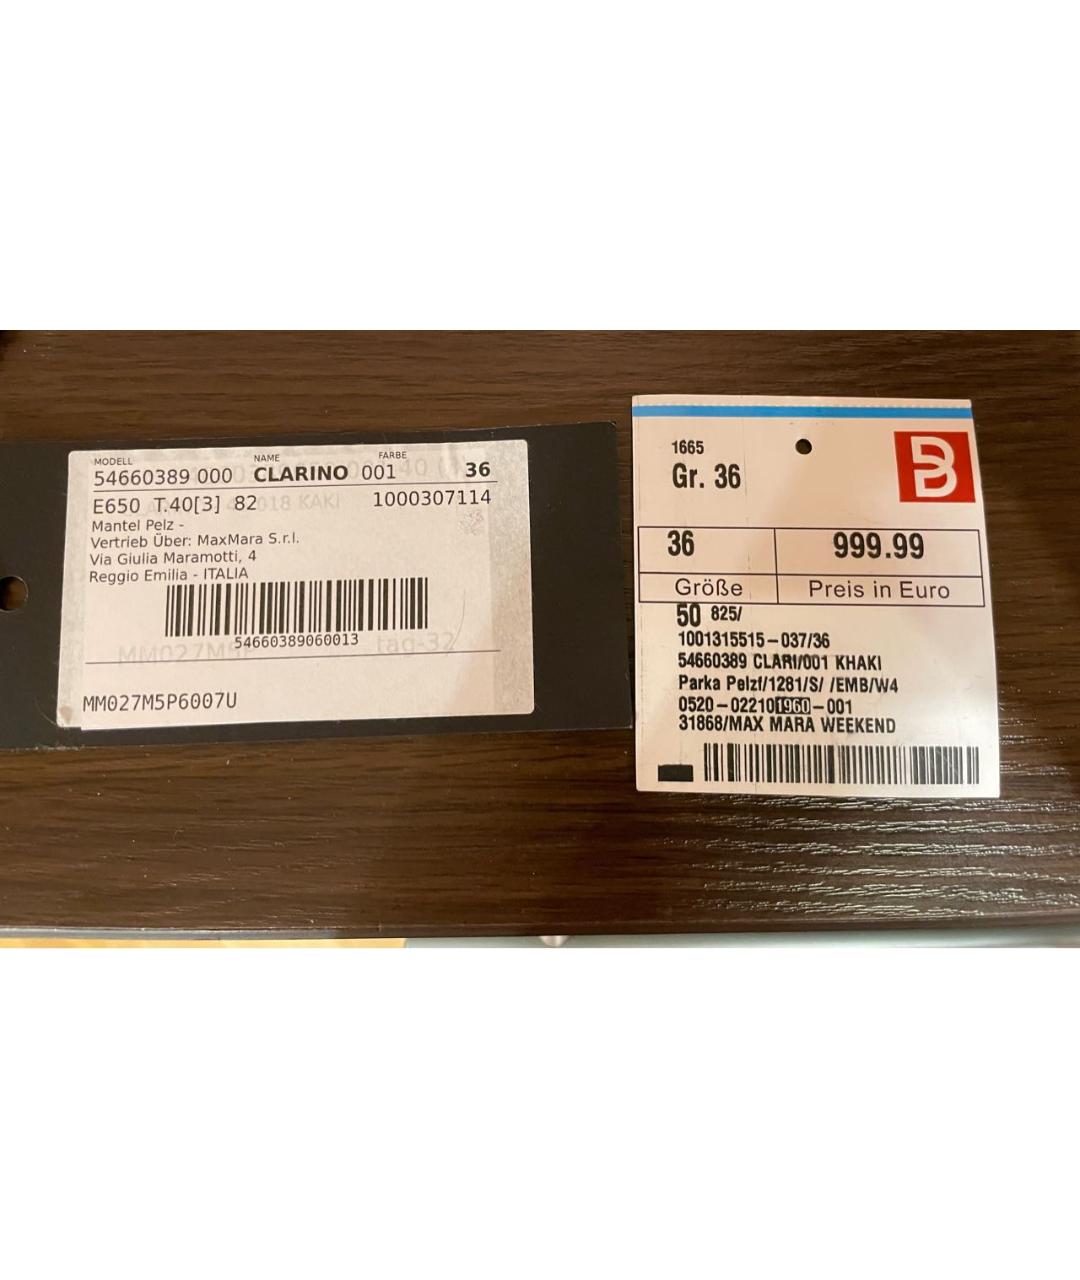 MODELL NAME FARBE
54660389 000 CLARINO 001 36
E650 T.40[3] 82 1000307114
Mantel Pelz -
Vertrieb Über: MaxMara S.r.l.
Via Giulia Maramotti, 4
Reggio Emilia - ITALIA
54660389060013
MM027M5P6007U
1665
Gr. 36
B
36 999.99
Größe Preis in Euro
50 825/
1001315515-037/36
54660389 CLARI/001 KHAKI
Parka Pelzf/1281/S/ /EMB/W4
0520-022101960-001
31868/MAX MARA WEEKEND